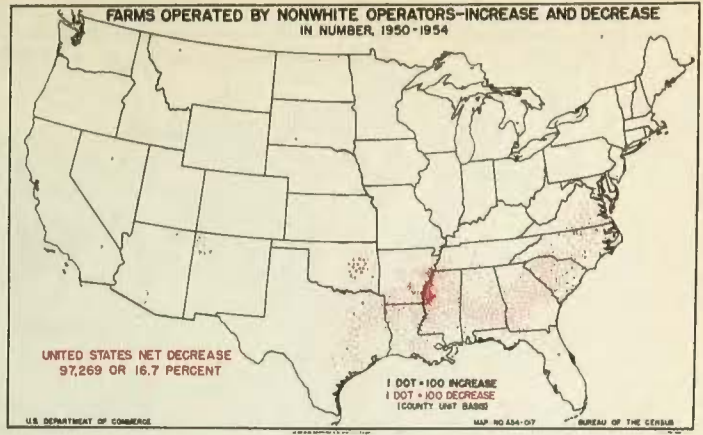 FARMS OPERATED BY NONWHITE OPERATORS-INCREASE AND DECREASE
IN NUMBER, 1950-1954
UNITED STATES NET DECREASE
97,269 OR 16.7 PERCENT
1 DOT = 100 INCREASE
1 DOT = 100 DECREASE
(COUNTY UNIT BASIS)
U.S. DEPARTMENT OF COMMERCE
MAP NO. A54-017
BUREAU OF THE CENSUS